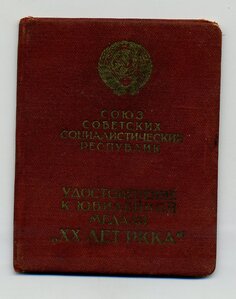 СОЮЗ
СОВЕТСКИХ
СОЦИАЛИСТИЧЕСКИХ
РЕСПУБЛИК
УДОСТОВЕРЕНИЕ
К ЮБИЛЕЙНОЙ
МЕДАЛИ
„XX ЛЕТ РККА"